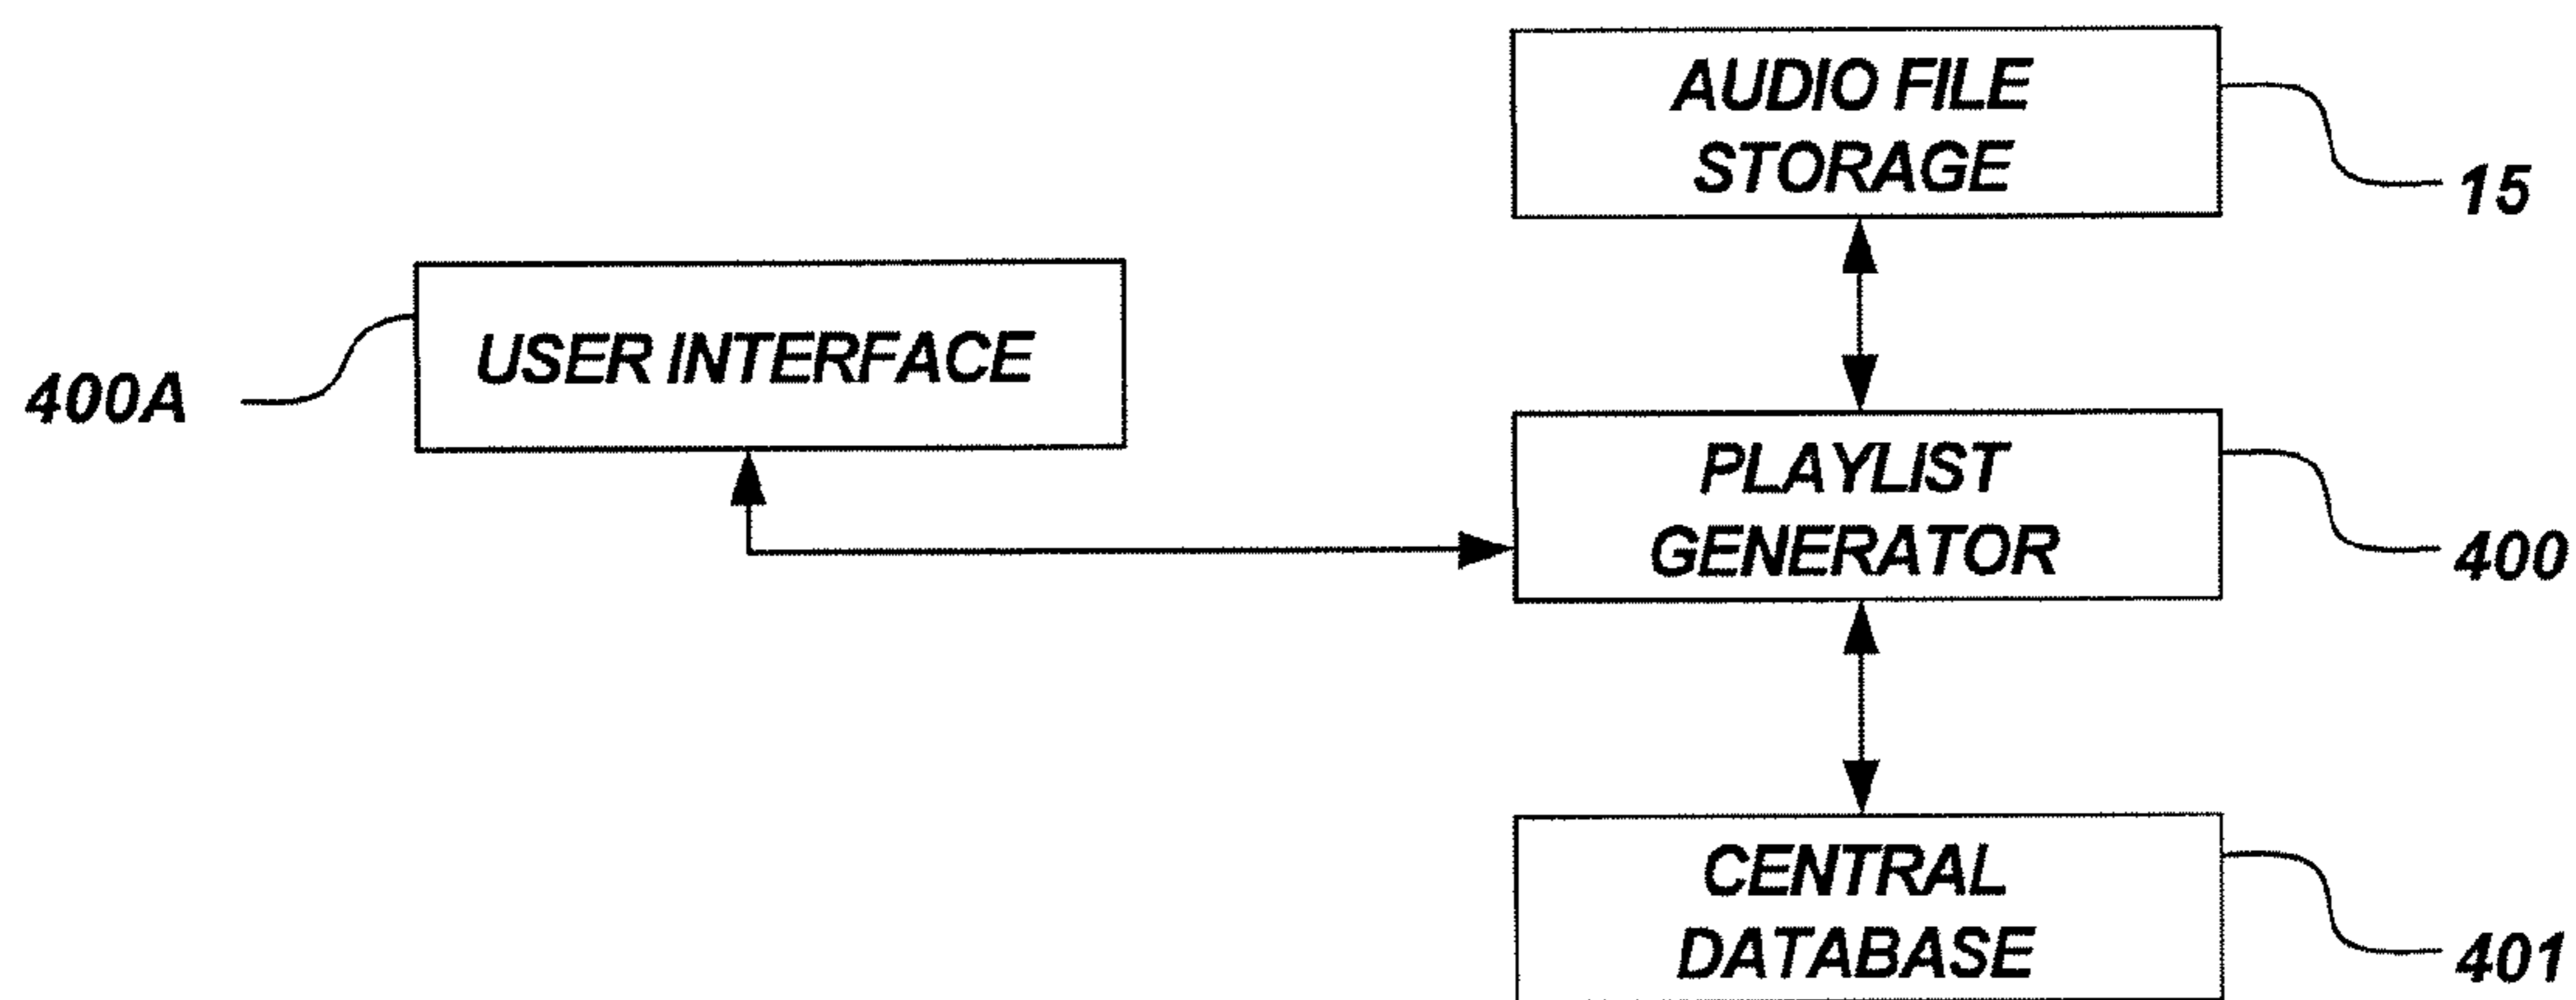 AUDIO FILE
STORAGE
15
USER INTERFACE
400A
PLAYLIST
GENERATOR
400
CENTRAL
DATABASE
401